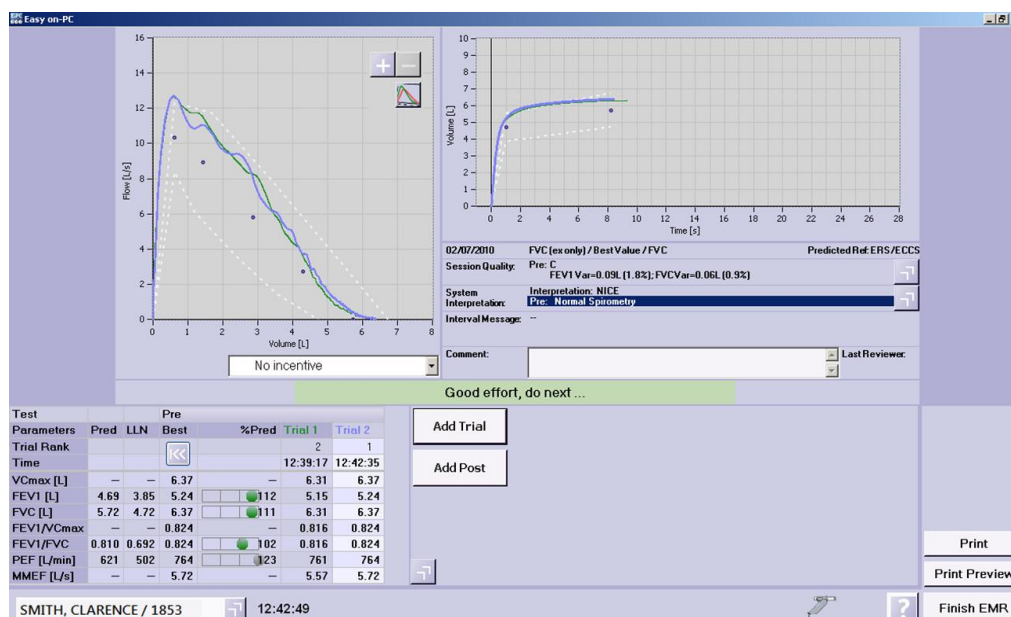 Easy on-PC
16
14
12
10
8
6
4
2
0
Flow [L/s]
0 1 2 3 4 5 6 7 8
Volume [L]
No incentive
10
9
8
7
6
5
4
3
2
1
0
Volume [L]
0 2 4 6 8 10 12 14 16 18 20 22 24 26 28
Time [s]
02/07/2010 FVC (ex only) / Best Value / FVC Predicted Ref: ERS /ECCS
Session Quality: Pre: C
FEV1 Var=0.09L (1.8%); FVCVar=0.06L (0.9%)
System Interpretation: Interpretation: NICE
Pre: Normal Spirometry
Interval Message: --
Comment: Last Reviewer:
Good effort, do next ...
Test Pre
Parameters Pred LLN Best %Pred Trial 1 Trial 2
Trial Rank 2 1
Time 12:39:17 12:42:35
VCmax [L] — — 6.37 — 6.31 6.37
FEV1 [L] 4.69 3.85 5.24 112 5.15 5.24
FVC [L] 5.72 4.72 6.37 111 6.31 6.37
FEV1/VCmax — — 0.824 — 0.816 0.824
FEV1/FVC 0.810 0.692 0.824 102 0.816 0.824
PEF [L/min] 621 502 764 123 761 764
MMEF [L/s] — — 5.72 — 5.57 5.72
Add Trial
Add Post
Print
Print Preview
Finish EMR
SMITH, CLARENCE / 1853 12:42:49 ?